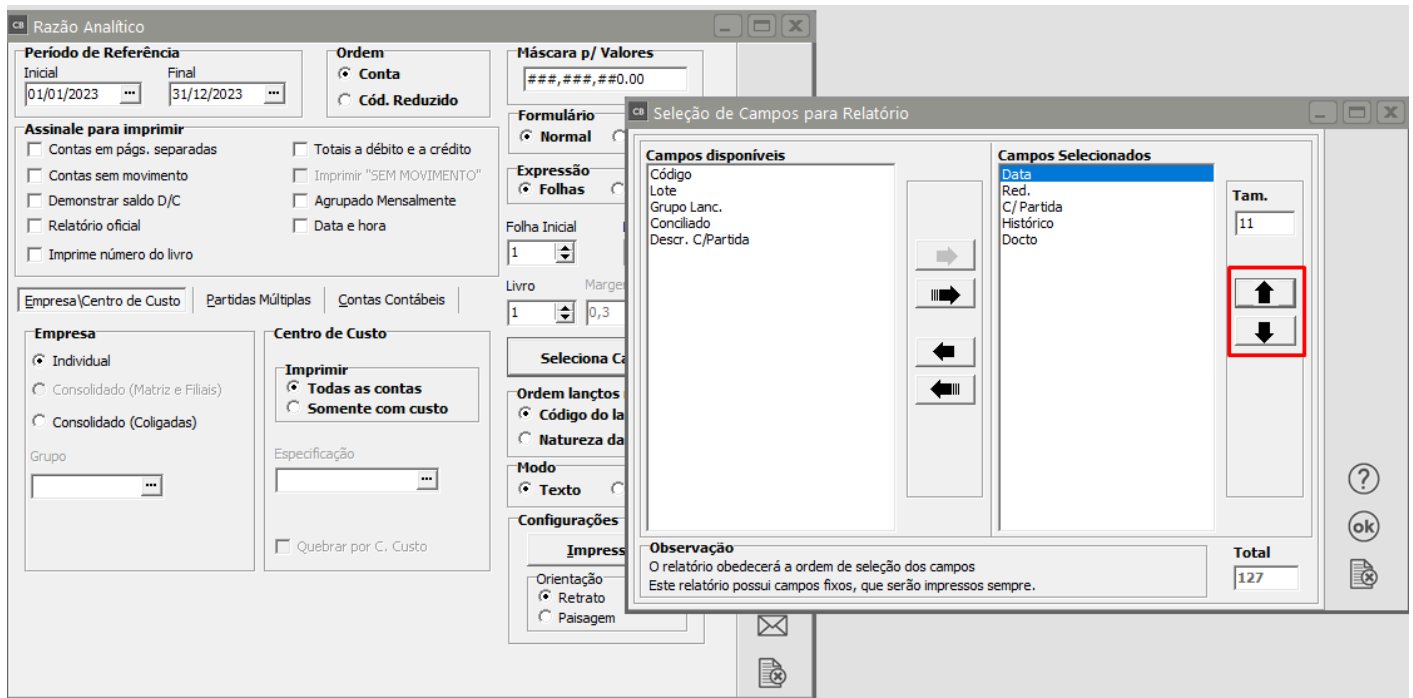 CB Razão Analítico
Período de Referência
Inicial Final
01/01/2023 ... 31/12/2023 ...
Ordem
Conta
Cód. Reduzido
Máscara p/ Valores
###,###,##0.00
Assinale para imprimir
Contas em págs. separadas
Totais a débito e a crédito
Contas sem movimento
Imprimir "SEM MOVIMENTO"
Demonstrar saldo D/C
Agrupado Mensalmente
Relatório oficial
Data e hora
Imprime número do livro
Formulário
Normal
Expressão
Folhas
Folha Inicial
1
Livro
1
0,3
Empresa\Centro de Custo
Partidas Múltiplas
Contas Contábeis
Empresa
Individual
Consolidado (Matriz e Filiais)
Consolidado (Coligadas)
Grupo
...
Centro de Custo
Imprimir
Todas as contas
Somente com custo
Especificação
...
Quebrar por C. Custo
Seleciona
Ordem lançtos
Código do
Natureza da
Modo
Texto
Configurações
Orientação
Retrato
Paisagem
CB Seleção de Campos para Relatório
Campos disponíveis
Código
Lote
Grupo Lanc.
Conciliado
Descr. C/Partida
Campos Selecionados
Data
Red.
C/Partida
Histórico
Docto
Tam.
11
?
ok
Observação
O relatório obedecerá a ordem de seleção dos campos
Este relatório possui campos fixos, que serão impressos sempre.
Total
127